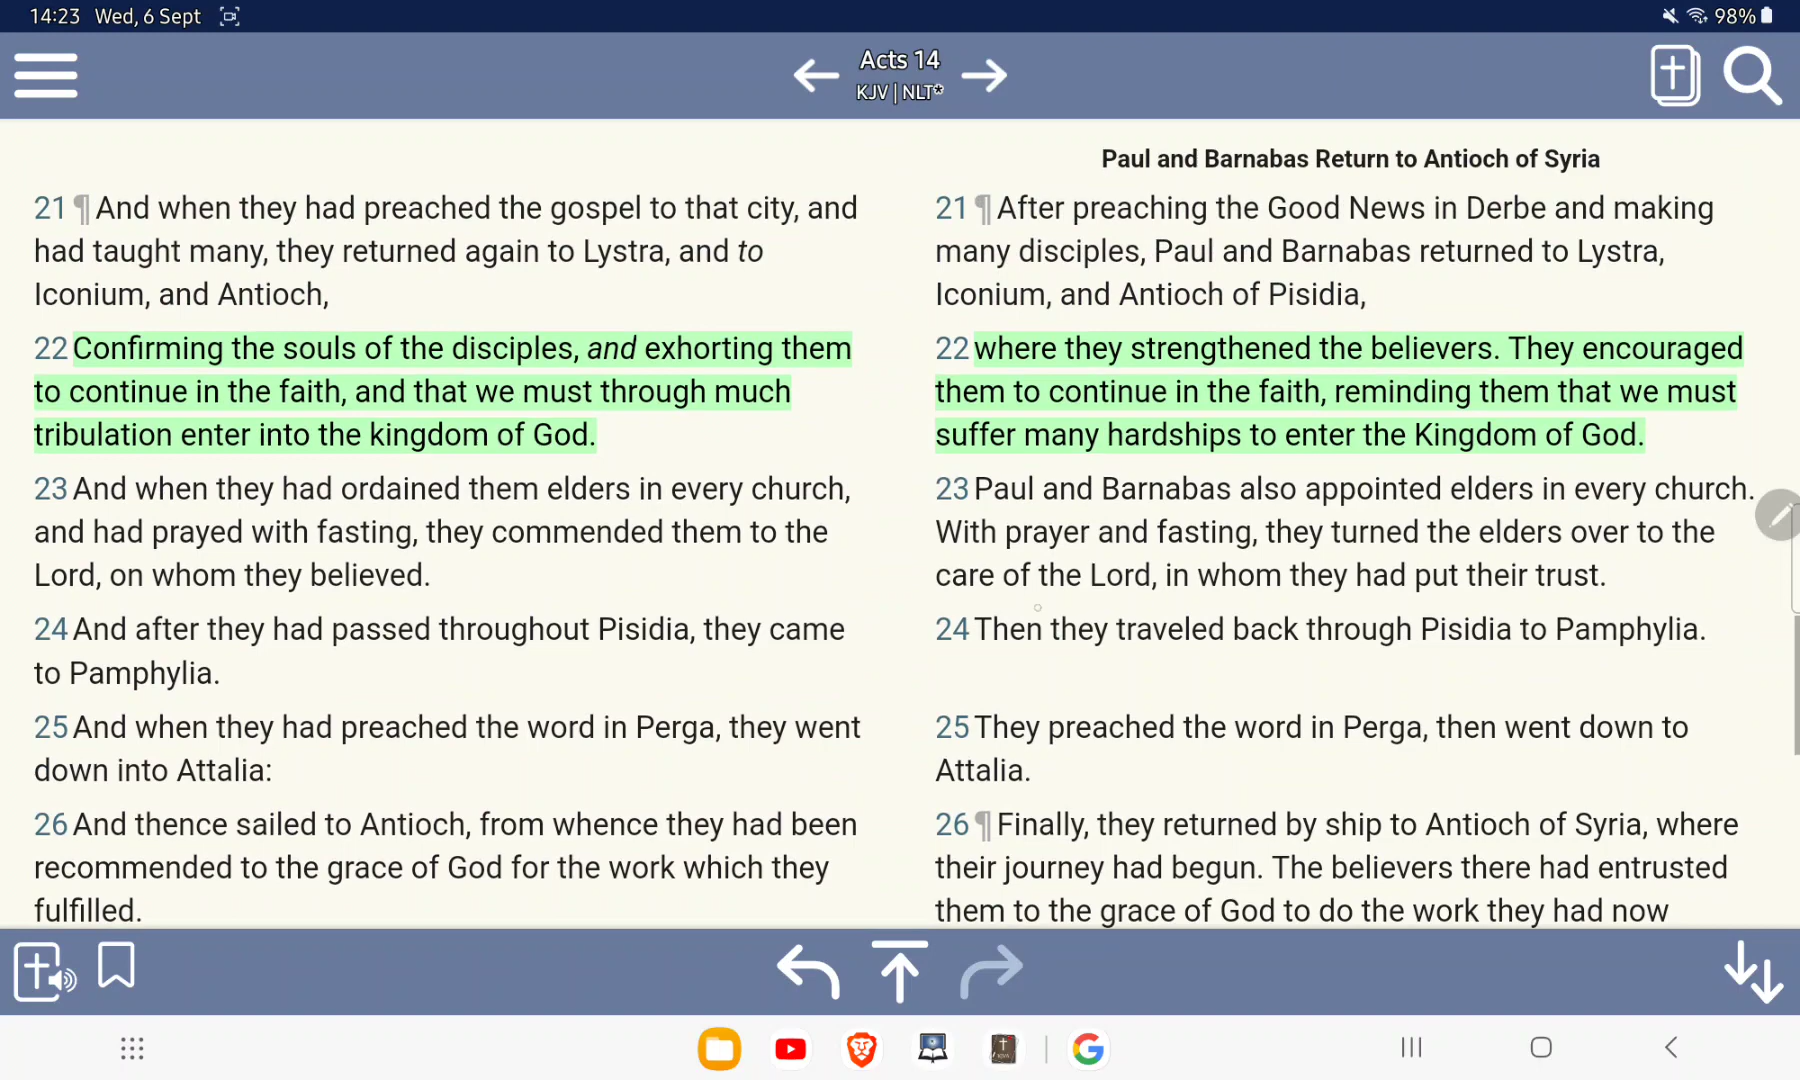 14:23 Wed, 6 Sept
98%
Acts 14
KJV | NLT*
21 ¶ And when they had preached the gospel to that city, and
had taught many, they returned again to Lystra, and to
Iconium, and Antioch,
22 Confirming the souls of the disciples, and exhorting them
to continue in the faith, and that we must through much
tribulation enter into the kingdom of God.
23 And when they had ordained them elders in every church,
and had prayed with fasting, they commended them to the
Lord, on whom they believed.
24 And after they had passed throughout Pisidia, they came
to Pamphylia.
25 And when they had preached the word in Perga, they went
down into Attalia:
26 And thence sailed to Antioch, from whence they had been
recommended to the grace of God for the work which they
fulfilled.
Paul and Barnabas Return to Antioch of Syria
21 ¶ After preaching the Good News in Derbe and making
many disciples, Paul and Barnabas returned to Lystra,
Iconium, and Antioch of Pisidia,
22 where they strengthened the believers. They encouraged
them to continue in the faith, reminding them that we must
suffer many hardships to enter the Kingdom of God.
23 Paul and Barnabas also appointed elders in every church.
With prayer and fasting, they turned the elders over to the
care of the Lord, in whom they had put their trust.
24 Then they traveled back through Pisidia to Pamphylia.
25 They preached the word in Perga, then went down to
Attalia.
26 ¶ Finally, they returned by ship to Antioch of Syria, where
their journey had begun. The believers there had entrusted
them to the grace of God to do the work they had now